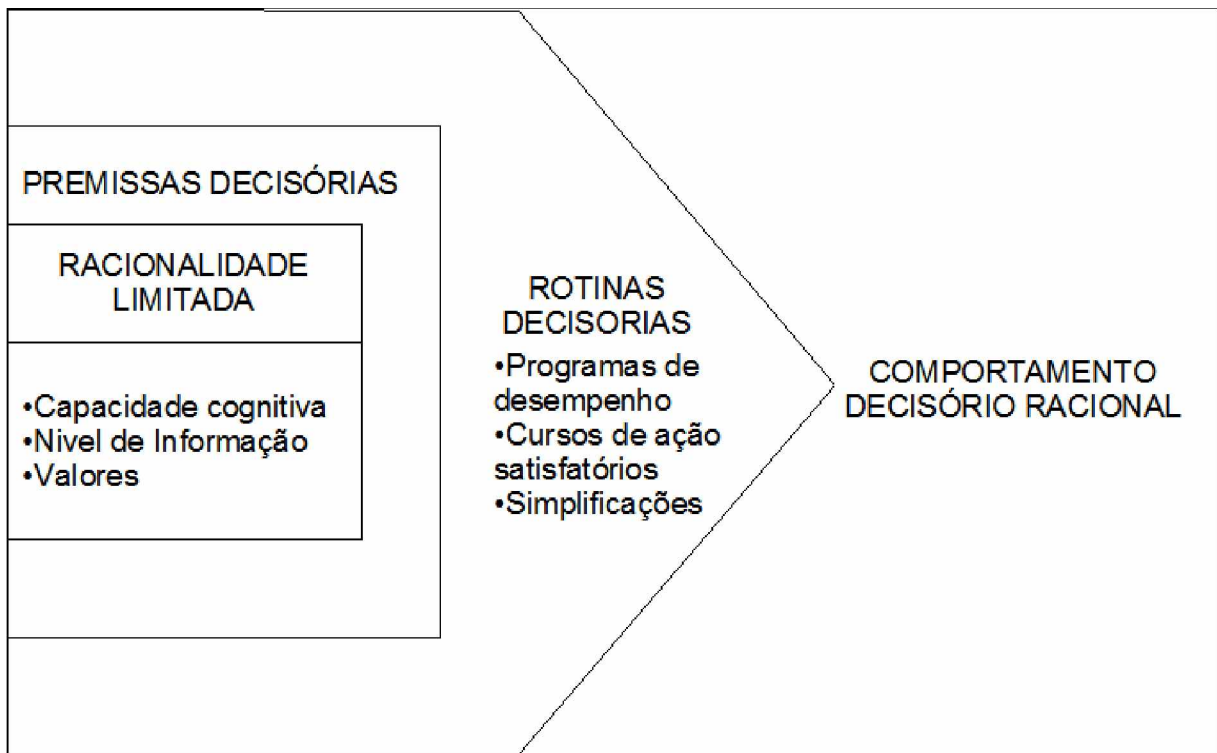 PREMISSAS DECISÓRIAS
RACIONALIDADE
LIMITADA
•Capacidade cognitiva
•Nivel de Informação
•Valores
ROTINAS
DECISORIAS
•Programas de
desempenho
•Cursos de ação
satisfatórios
•Simplificações
COMPORTAMENTO
DECISÓRIO RACIONAL